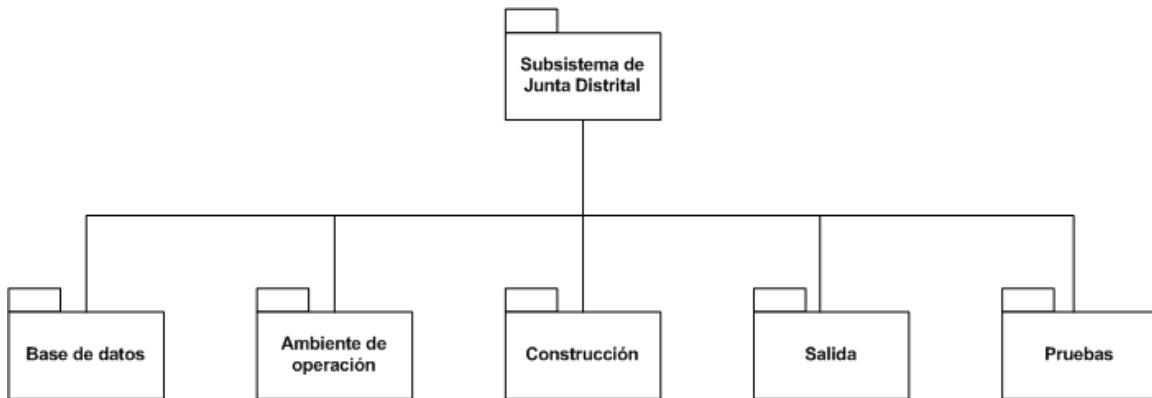 Subsistema de
Junta Distrital
Base de datos
Ambiente de
operación
Construcción
Salida
Pruebas